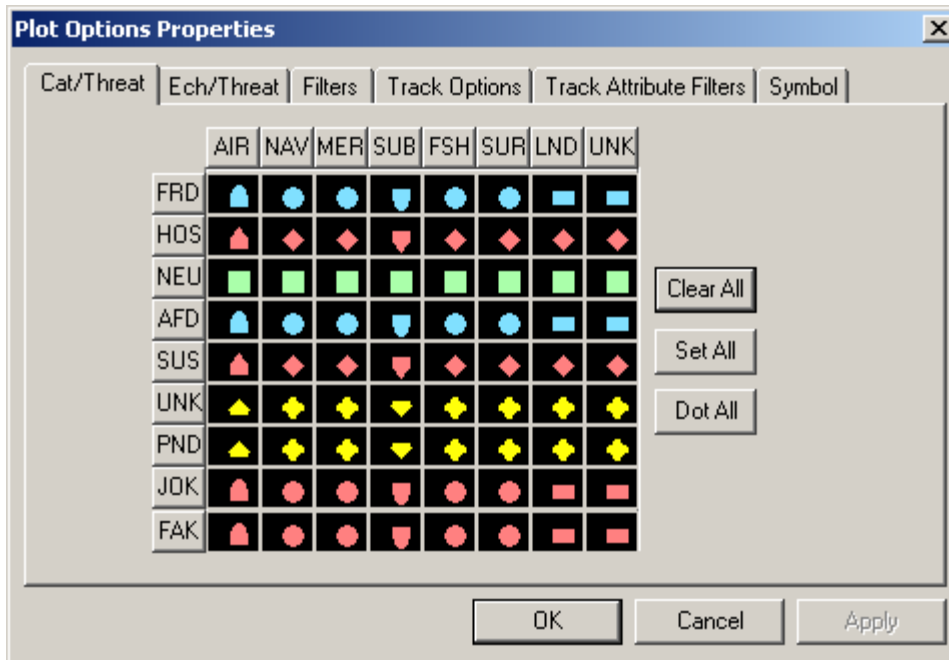 Plot Options Properties
Cat/Threat Ech/Threat Filters Track Options Track Attribute Filters Symbol
AIR NAV MER SUB FSH SUR LND UNK
FRD
HOS
NEU
AFD
SUS
UNK
PND
JOK
FAK
Clear All
Set All
Dot All
OK Cancel Apply